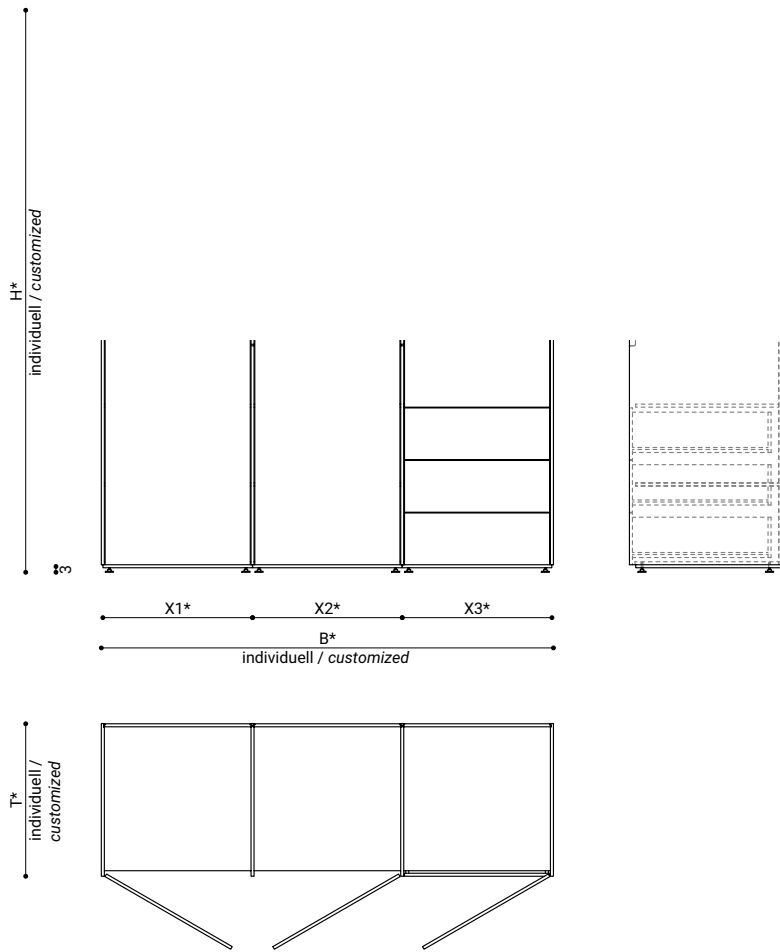 H*
individuell / customized
3
X1*
X2*
X3*
B*
individuell / customized
T*
individuell /
customized